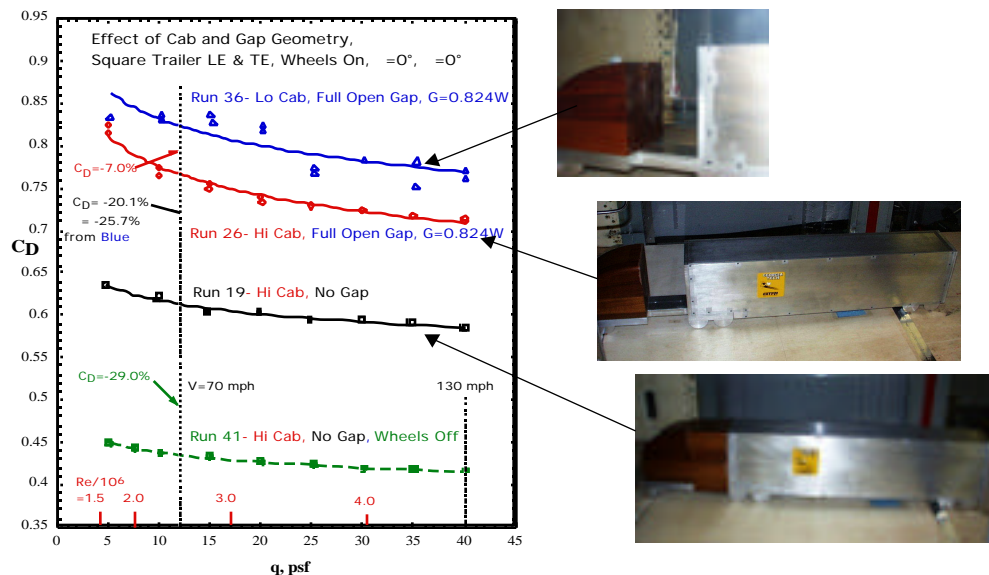 0.95
Effect of Cab and Gap Geometry,
Square Trailer LE & TE, Wheels On, =0°, =0°
0.9
Run 36- Lo Cab, Full Open Gap, G=0.824W
0.85
0.8
CD=-7.0%
0.75
CD= -20.1%
= -25.7%
from Blue
0.7
Run 26- Hi Cab, Full Open Gap, G=0.824W
CD
0.65
Run 19- Hi Cab, No Gap
0.6
0.55
CD=-29.0%
V=70 mph
130 mph
0.5
Run 41- Hi Cab, No Gap, Wheels Off
0.45
Re/10⁶
=1.5
2.0
3.0
4.0
0.4
0.35
0 5 10 15 20 25 30 35 40 45
q, psf